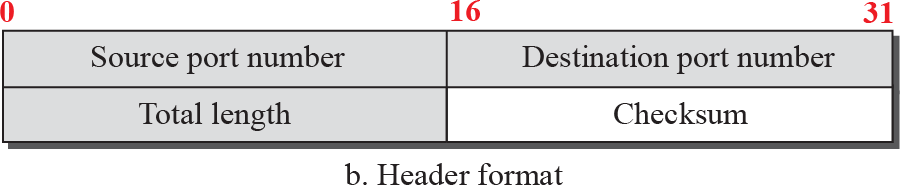 0 16 31
Source port number Destination port number
Total length Checksum
b. Header format